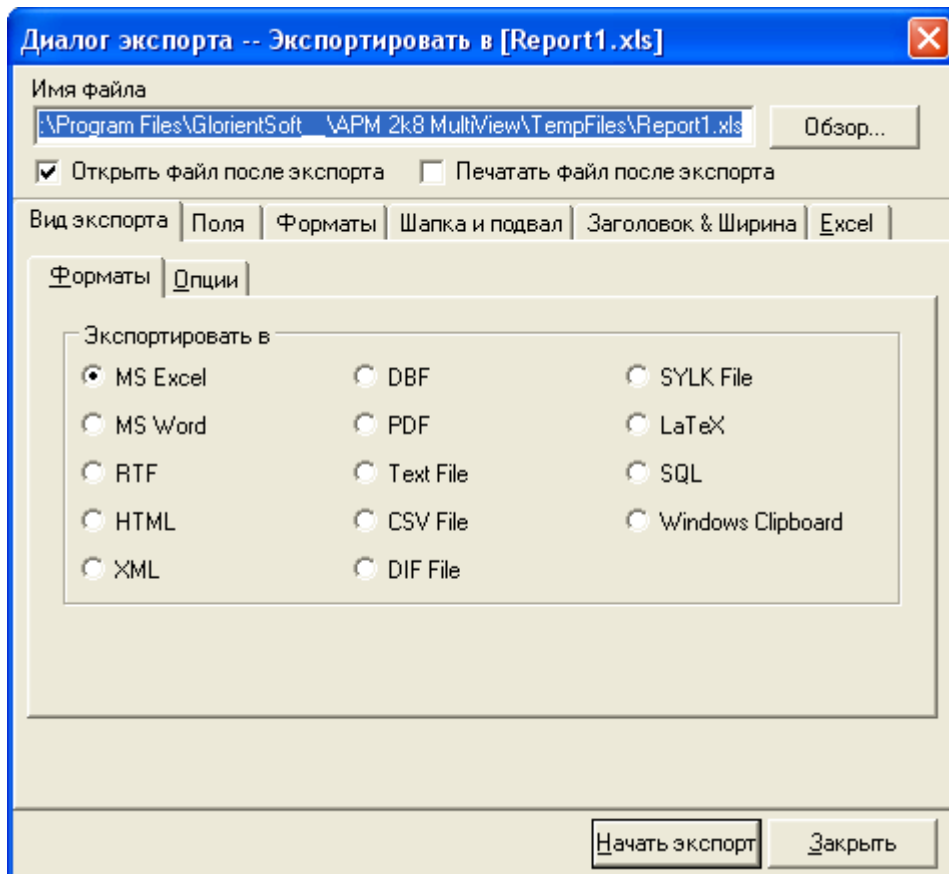 Диалог экспорта -- Экспортировать в [Report1.xls]
Имя файла
:\Program Files\GlorientSoft__\APM 2k8 MultiView\TempFiles\Report1.xls Обзор...
Открыть файл после экспорта Печатать файл после экспорта
Вид экспорта Поля Форматы Шапка и подвал Заголовок & Ширина Excel
Форматы Опции
Экспортировать в
MS Excel DBF SYLK File
MS Word PDF LaTeX
RTF Text File SQL
HTML CSV File Windows Clipboard
XML DIF File
Начать экспорт Закрыть